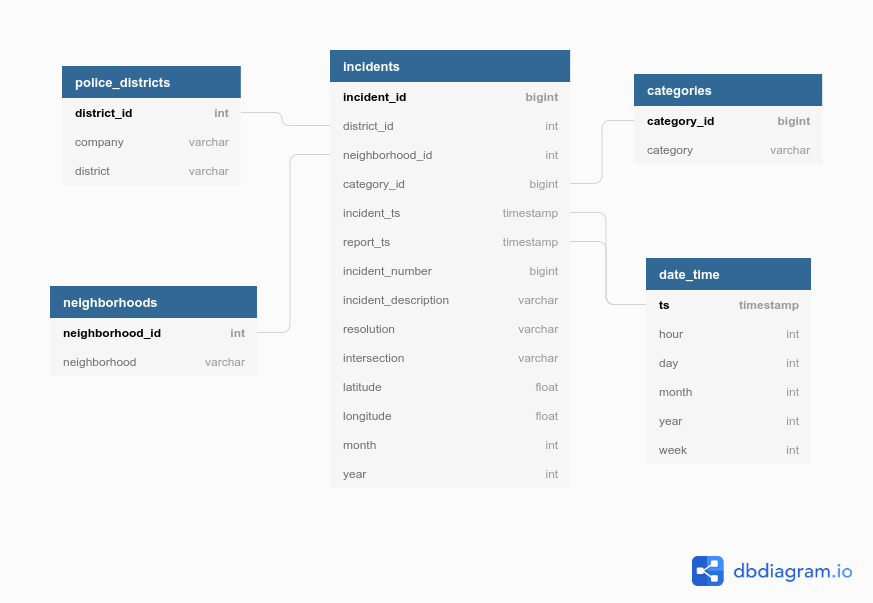 police_districts
district_id int
company varchar
district varchar
neighborhoods
neighborhood_id int
neighborhood varchar
incidents
incident_id bigint
district_id int
neighborhood_id int
category_id bigint
incident_ts timestamp
report_ts timestamp
incident_number bigint
incident_description varchar
resolution varchar
intersection varchar
latitude float
longitude float
month int
year int
categories
category_id bigint
category varchar
date_time
ts timestamp
hour int
day int
month int
year int
week int
dbdiagram.io